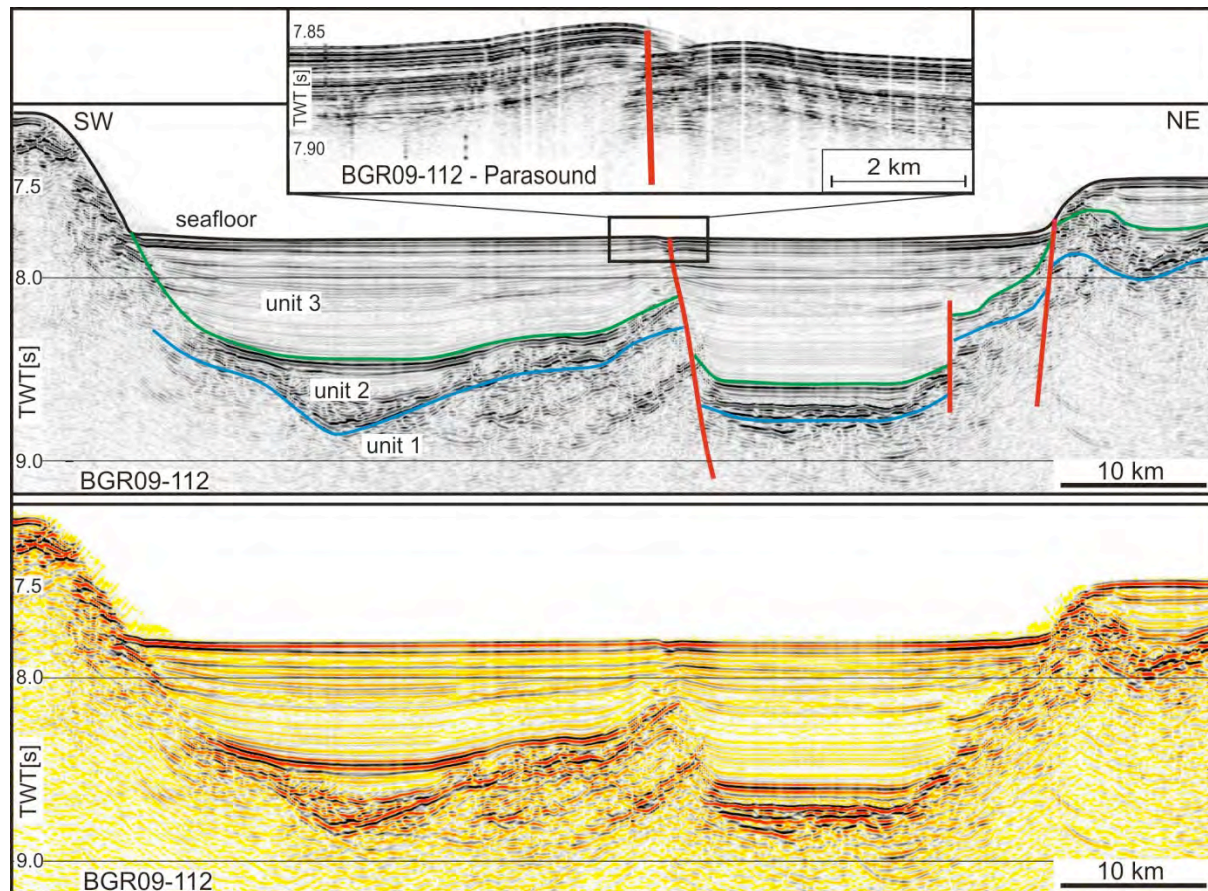 7.85
TWT [s]
7.90
BGR09-112 - Parasound
2 km
SW
NE
7.5
seafloor
8.0
unit 3
TWT[s]
unit 2
unit 1
9.0
BGR09-112
10 km
7.5
8.0
TWT[s]
9.0
BGR09-112
10 km